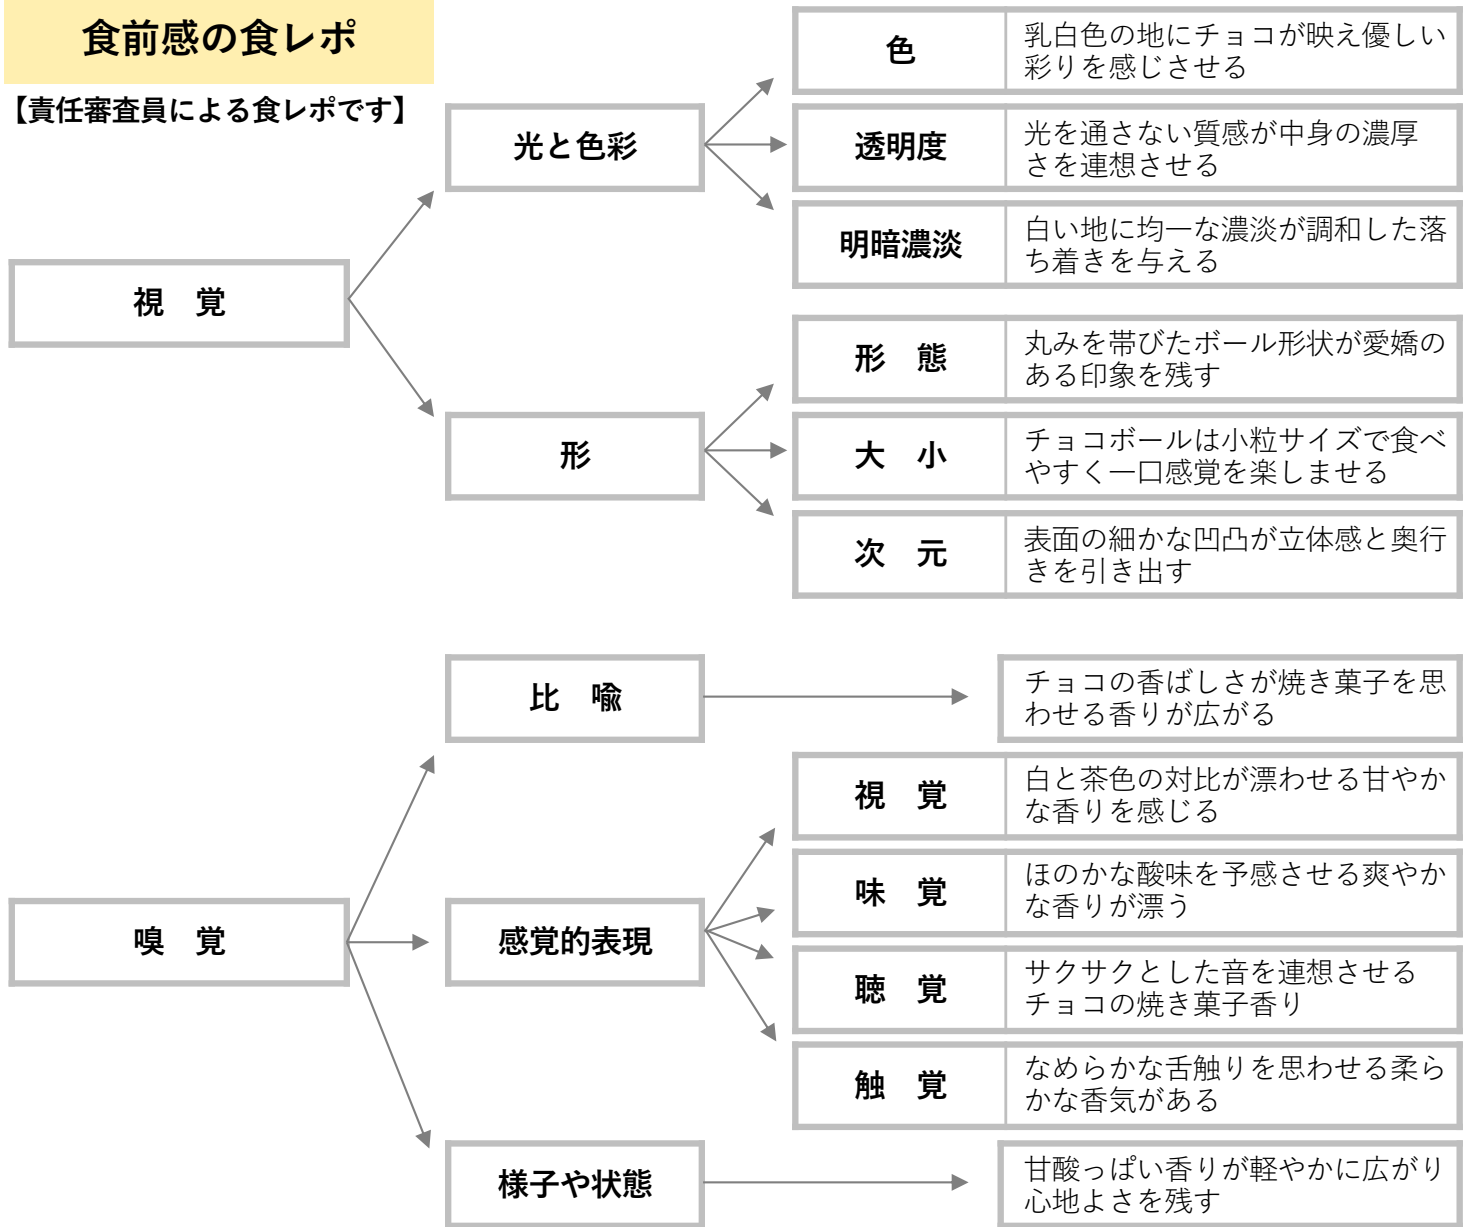 食前感の食レポ
【責任審査員による食レポです】
視　覚
光と色彩
色
乳白色の地にチョコが映え優しい
彩りを感じさせる
透明度
光を通さない質感が中身の濃厚
さを連想させる
明暗濃淡
白い地に均一な濃淡が調和した落
ち着きを与える
形
形　態
丸みを帯びたボール形状が愛嬌の
ある印象を残す
大　小
チョコボールは小粒サイズで食べ
やすく一口感覚を楽しませる
次　元
表面の細かな凹凸が立体感と奥行
きを引き出す
嗅　覚
比　喩
チョコの香ばしさが焼き菓子を思
わせる香りが広がる
感覚的表現
視　覚
白と茶色の対比が漂わせる甘やか
な香りを感じる
味　覚
ほのかな酸味を予感させる爽やか
な香りが漂う
聴　覚
サクサクとした音を連想させる
チョコの焼き菓子香り
触　覚
なめらかな舌触りを思わせる柔ら
かな香気がある
様子や状態
甘酸っぱい香りが軽やかに広がり
心地よさを残す